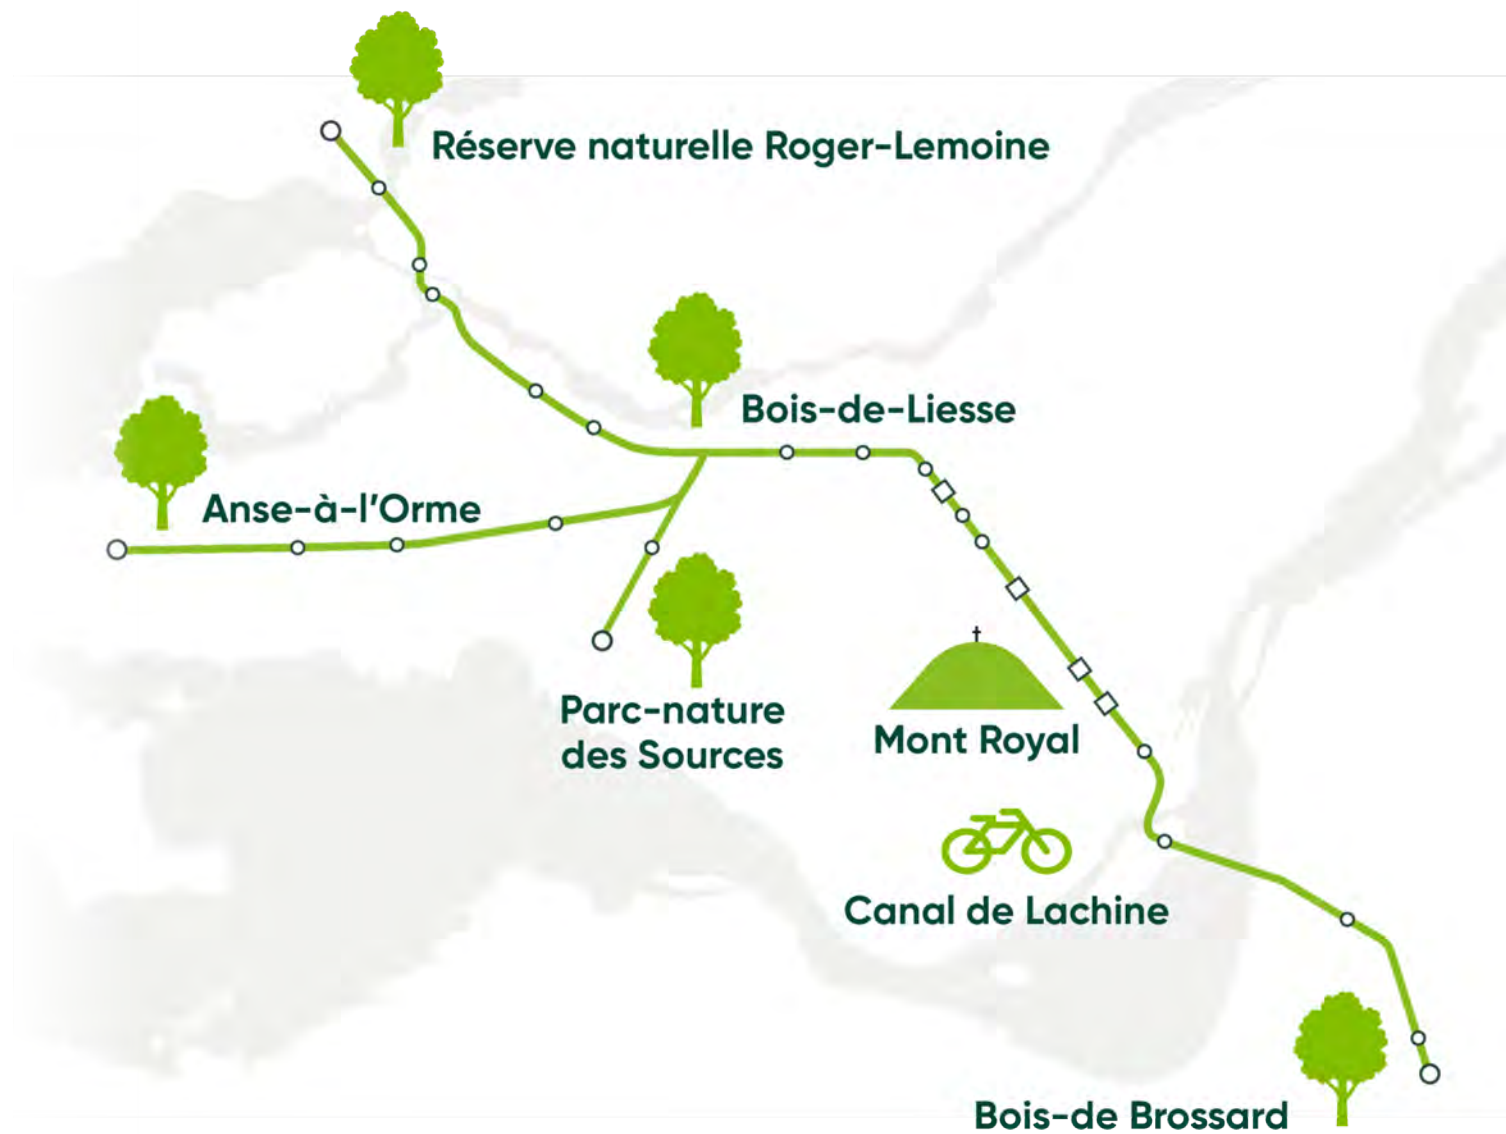 Réserve naturelle Roger-Lemoine
Bois-de-Liesse
Anse-à-l'Orme
Parc-nature
des Sources
Mont Royal
Canal de Lachine
Bois-de Brossard